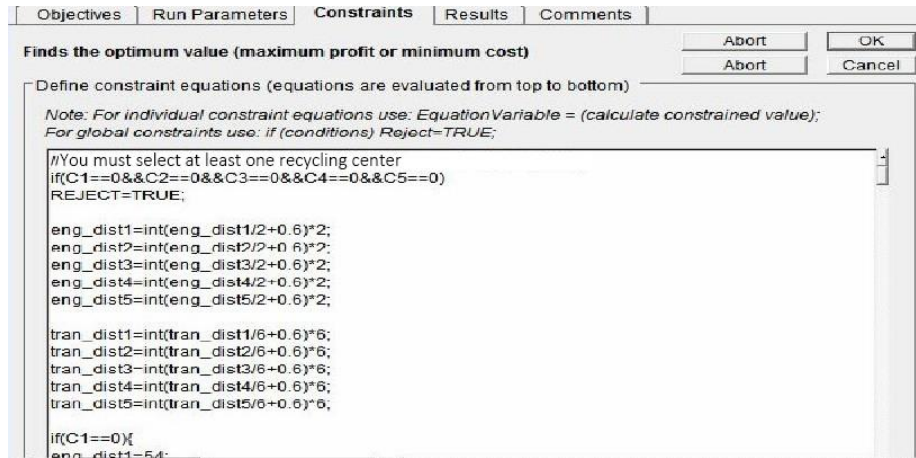 Objectives Run Parameters Constraints Results Comments
Finds the optimum value (maximum profit or minimum cost)
Abort OK
Abort Cancel
Define constraint equations (equations are evaluated from top to bottom)
Note: For individual constraint equations use: EquationVariable = (calculate constrained value);
For global constraints use: if (conditions) Reject=TRUE;
//You must select at least one recycling center
if(C1==0&&C2==0&&C3==0&&C4==0&&C5==0)
REJECT=TRUE;
eng_dist1=int(eng_dist1/2+0.6)*2;
eng_dist2=int(eng_dist2/2+0.6)*2;
eng_dist3=int(eng_dist3/2+0.6)*2;
eng_dist4=int(eng_dist4/2+0.6)*2;
eng_dist5=int(eng_dist5/2+0.6)*2;
tran_dist1=int(tran_dist1/6+0.6)*6;
tran_dist2=int(tran_dist2/6+0.6)*6;
tran_dist3=int(tran_dist3/6+0.6)*6;
tran_dist4=int(tran_dist4/6+0.6)*6;
tran_dist5=int(tran_dist5/6+0.6)*6;
if(C1==0){
eng_dist1=54;